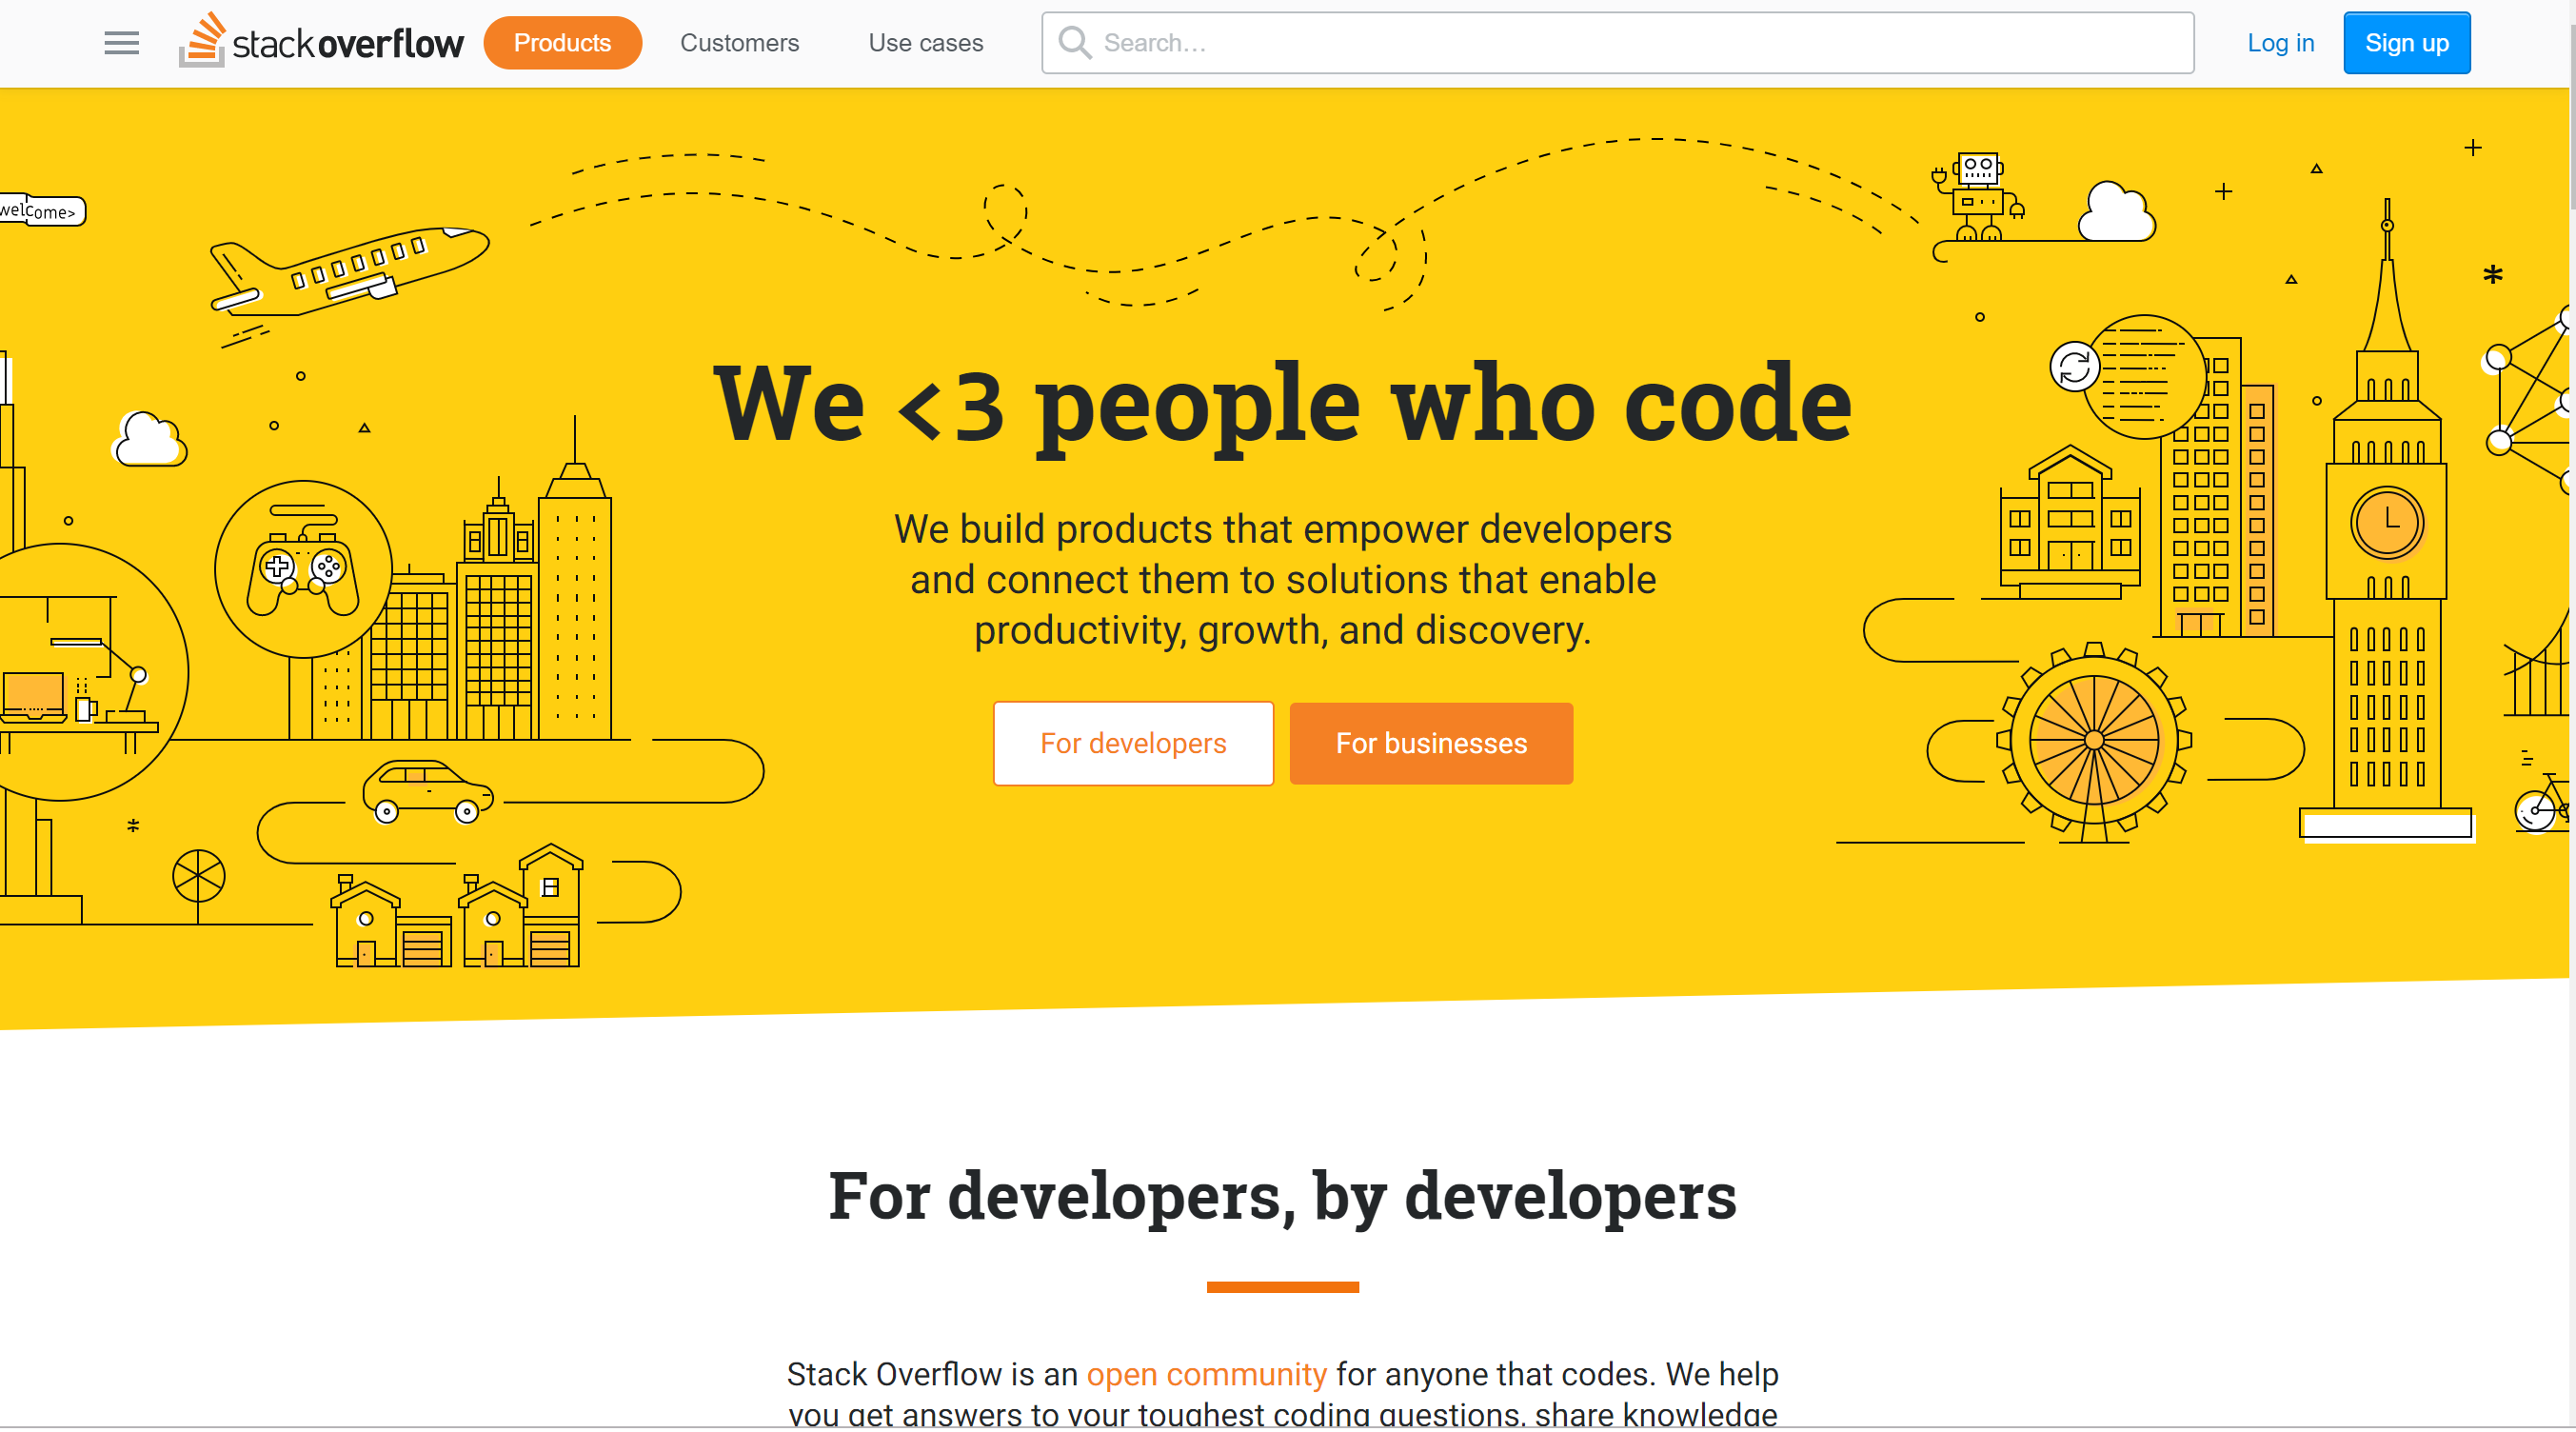 stackoverflow
Products
Customers
Use cases
Search...
Log in
Sign up
welcome>
We <3 people who code
We build products that empower developers
and connect them to solutions that enable
productivity, growth, and discovery.
For developers
For businesses
For developers, by developers
Stack Overflow is an open community for anyone that codes. We help
you get answers to your toughest coding questions, share knowledge